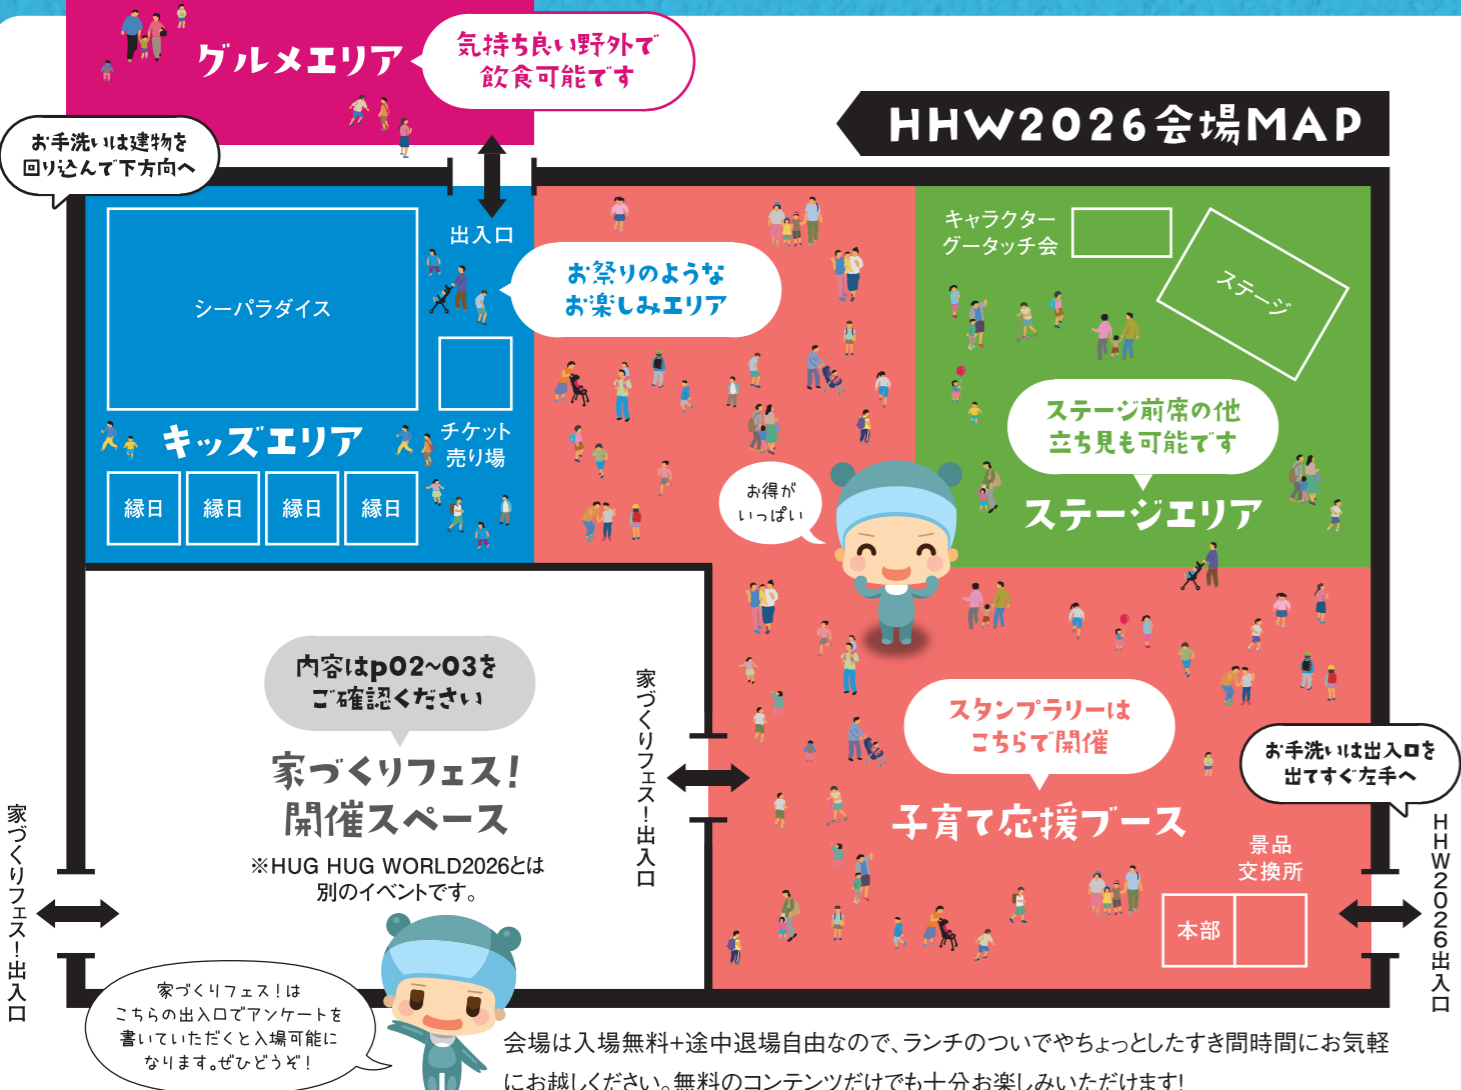 グルメエリア
気持ち良い野外で
飲食可能です
HHW2026会場MAP
お手洗いは建物を
回り込んで下方向へ
出入口
シーパラダイス
お祭りのような
お楽しみエリア
キャラクター
グータッチ会
ステージ
キッズエリア
チケット
売り場
縁日
縁日
縁日
縁日
ステージ前席の他
立ち見も可能です
ステージエリア
お得が
いっぱい
内容はp02~03を
ご確認ください
家づくりフェス!
開催スペース
※HUG HUG WORLD2026とは
別のイベントです。
家づくりフェス!出入口
スタンプラリーは
こちらで開催
子育て応援ブース
お手洗いは出入口を
出てすぐ左手へ
景品
交換所
本部
HHW2026出入口
家づくりフェス!出入口
家づくりフェス!は
こちらの出入口でアンケートを
書いていただくと入場可能に
なります。ぜひどうぞ!
会場は入場無料+途中退場自由なので、ランチのついでやちょっとしたすき間時間にお気軽
にお越しください。無料のコンテンツだけでも十分お楽しみいただけます!